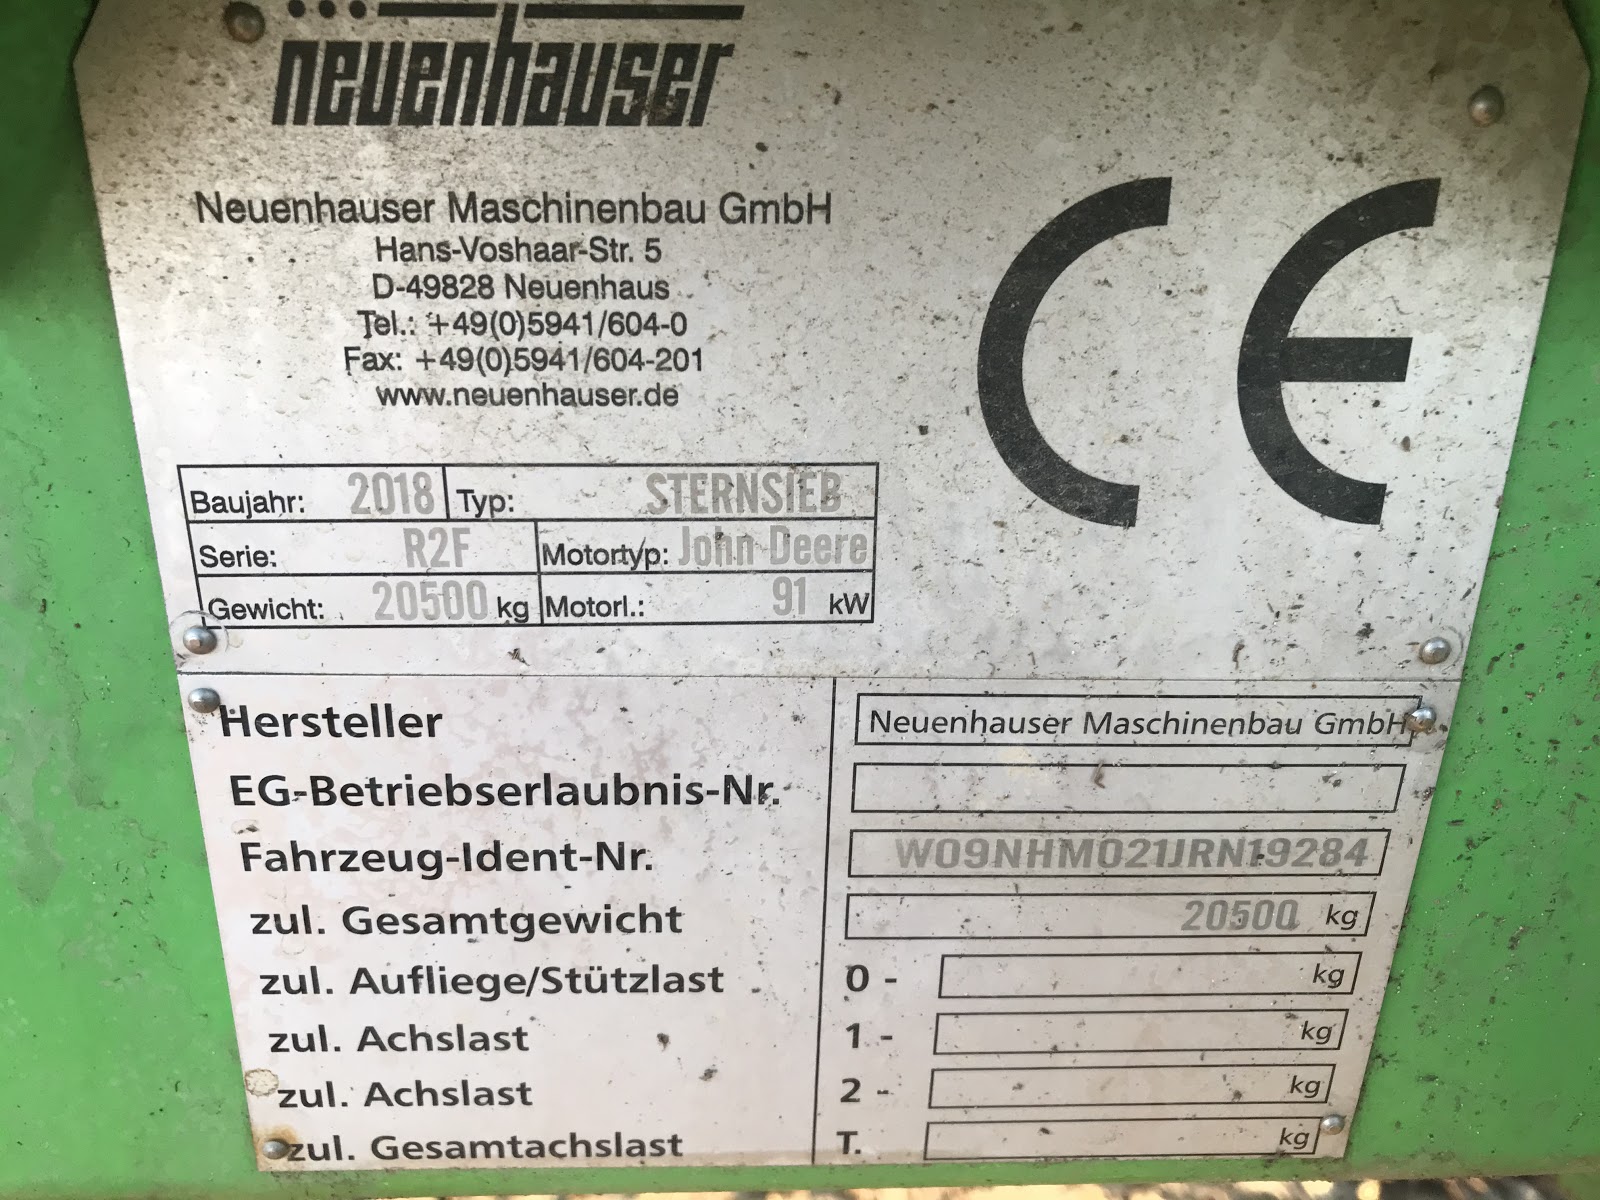 neuenhauser
Neuenhauser Maschinenbau GmbH
Hans-Voshaar-Str. 5
D-49828 Neuenhaus
Tel.: +49(0)5941/604-0
Fax: +49(0)5941/604-201
www.neuenhauser.de
CE
Baujahr: 2018 Typ: STERNSIEB
Serie: R2F Motortyp: John Deere
Gewicht: 20500 kg Motorl.: 91 kW
Hersteller Neuenhauser Maschinenbau GmbH
EG-Betriebserlaubnis-Nr.
Fahrzeug-Ident-Nr. W09NHM021JRN19284
zul. Gesamtgewicht 20500 kg
zul. Aufliege/Stützlast 0 - kg
zul. Achslast 1 - kg
zul. Achslast 2 - kg
zul. Gesamtachslast T. kg